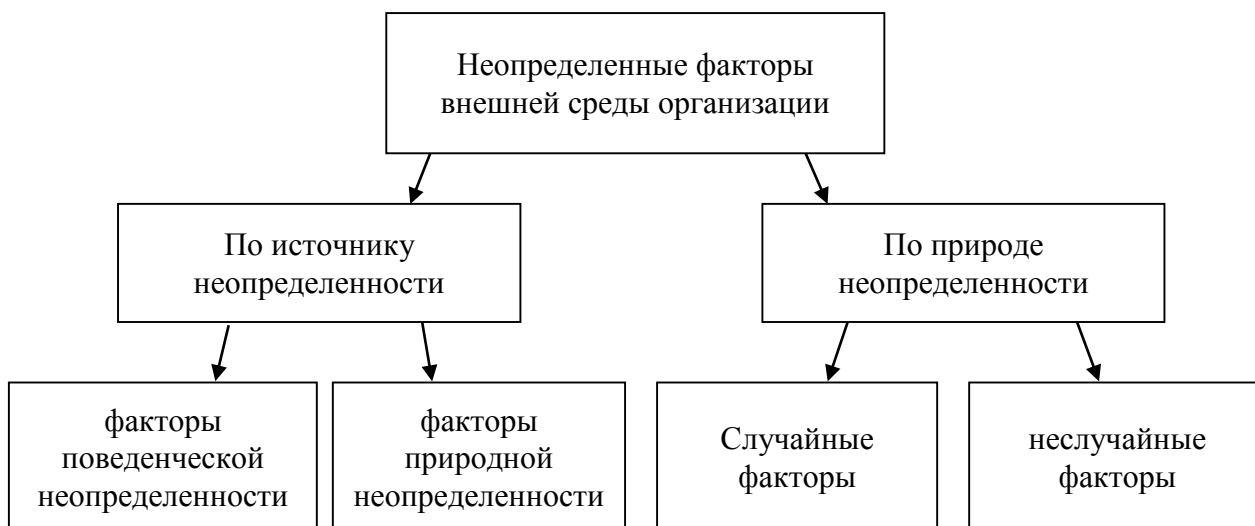 Неопределенные факторы
внешней среды организации
По источнику
неопределенности
По природе
неопределенности
факторы
поведенческой
неопределенности
факторы
природной
неопределенности
Случайные
факторы
неслучайные
факторы